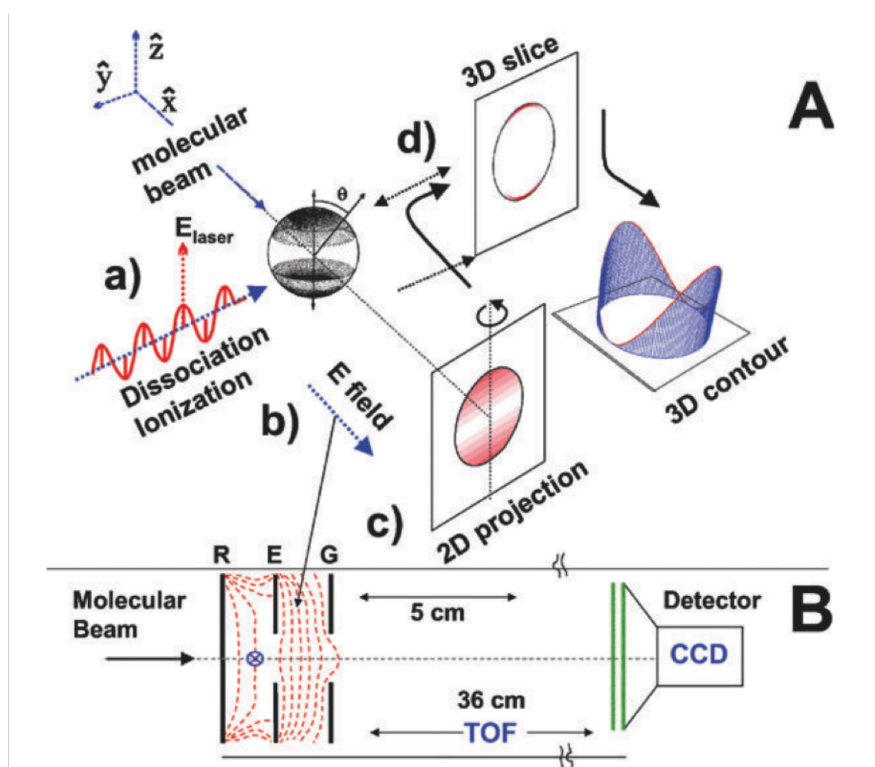 ẑ
ŷ
x̂
molecular
beam
3D slice
A
d)
θ
E laser
a)
Dissociation
Ionization
E field
b)
3D contour
c)
2D projection
R E G
Molecular
Beam
5 cm
Detector
B
CCD
36 cm
TOF